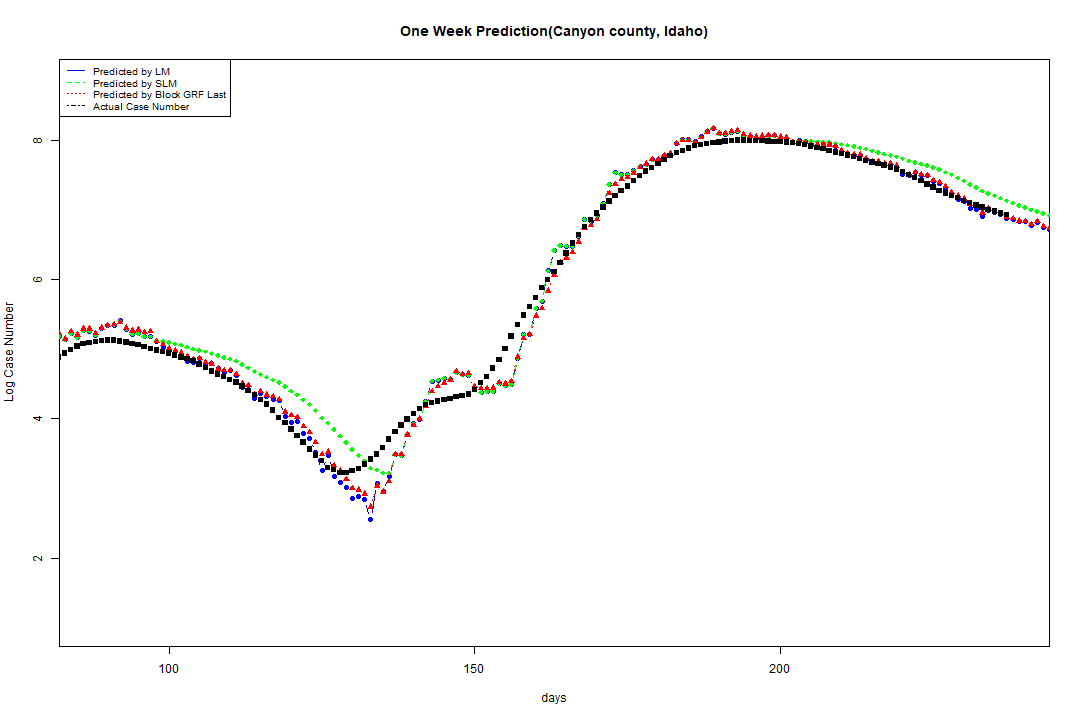 One Week Prediction(Canyon county, Idaho)
Predicted by LM
Predicted by SLM
Predicted by Block GRF Last
Actual Case Number
8
6
4
2
Log Case Number
100 150 200
days